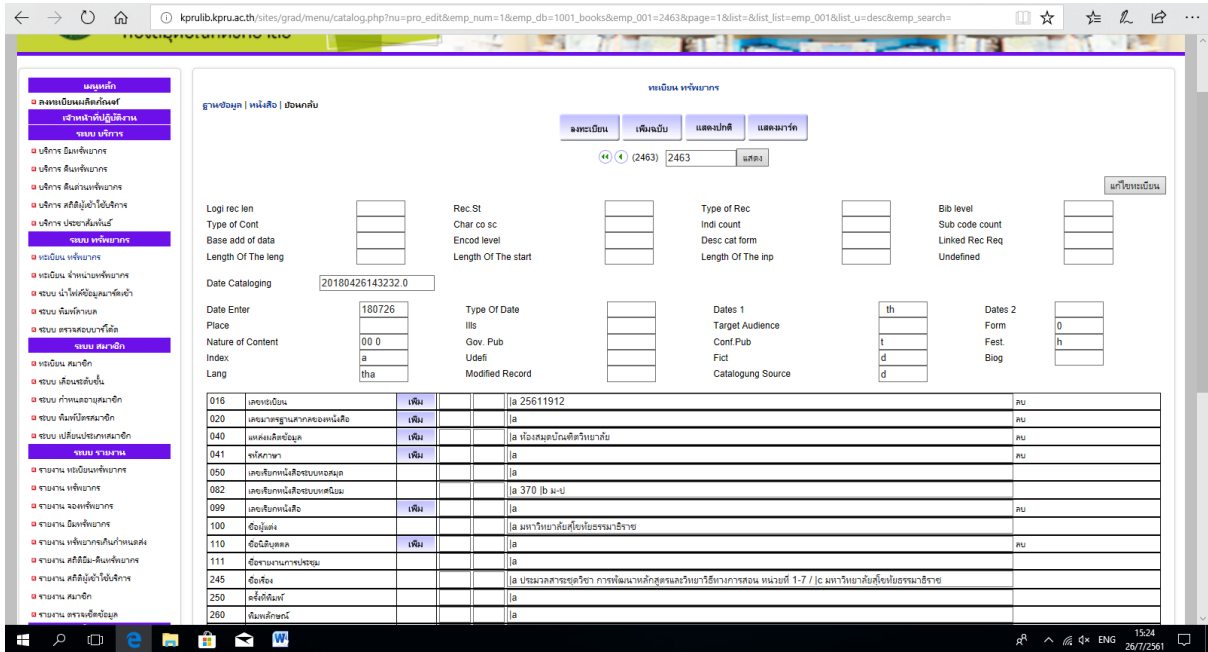 kprulib.kpru.ac.th/sites/grad/menu/catalog.php?nu=pro_edit&emp_num=1&emp_db=1001_books&emp_001=2463&page=1&list=&list_list=emp_001&list_u=desc&emp_search=
เมนูหลัก
ลงทะเบียนผลิตภัณฑ์
เจ้าหน้าที่ปฏิบัติงาน
ระบบ บริการ
บริการ ยืมทรัพยากร
บริการ คืนทรัพยากร
บริการ คืนด่วนทรัพยากร
บริการ สถิติผู้เข้าใช้บริการ
บริการ ประชาสัมพันธ์
ระบบ ทรัพยากร
ทะเบียน ทรัพยากร
ทะเบียน จำหน่ายทรัพยากร
ระบบ นำไฟล์ข้อมูลมาร์คเข้า
ระบบ พิมพ์ลาเบล
ระบบ ตรวจสอบบาร์โค้ด
ระบบ สมาชิก
ทะเบียน สมาชิก
ระบบ เลื่อนระดับชั้น
ระบบ กำหนดอายุสมาชิก
ระบบ พิมพ์บัตรสมาชิก
ระบบ เปลี่ยนประเภทสมาชิก
ระบบ รายงาน
รายงาน ทะเบียนทรัพยากร
รายงาน ทรัพยากร
รายงาน จองทรัพยากร
รายงาน ยืมทรัพยากร
รายงาน ทรัพยากรเกินกำหนดส่ง
รายงาน สถิติยืม-คืนทรัพยากร
รายงาน สถิติผู้เข้าใช้บริการ
รายงาน สมาชิก
รายงาน ตรวจเช็คข้อมูล
ทะเบียน ทรัพยากร
ฐานข้อมูล | หนังสือ | ย้อนกลับ
ลงทะเบียน เพิ่มฉบับ แสดงปกติ แสดงมาร์ค
(2463) 2463 แสดง
แก้ไขทะเบียน
Logi rec len Rec.St Type of Rec Bib level
Type of Cont Char co sc Indi count Sub code count
Base add of data Encod level Desc cat form Linked Rec Req
Length Of The leng Length Of The start Length Of The inp Undefined
Date Cataloging 20180426143232.0
Date Enter 180726 Type Of Date Dates 1 th Dates 2
Place Ills Target Audience Form 0
Nature of Content 00 0 Gov. Pub Conf.Pub t Fest. h
Index a Udefi Fict d Biog
Lang tha Modified Record Catalogung Source d
016 เลขทะเบียน เพิ่ม |a 25611912 ลบ
020 เลขมาตรฐานสากลของหนังสือ เพิ่ม |a ลบ
040 แหล่งผลิตข้อมูล เพิ่ม |a ห้องสมุดบัณฑิตวิทยาลัย ลบ
041 รหัสภาษา เพิ่ม |a ลบ
050 เลขเรียกหนังสือระบบหอสมุด |a
082 เลขเรียกหนังสือระบบทศนิยม |a 370 |b ม-ป
099 เลขเรียกหนังสือ เพิ่ม |a ลบ
100 ชื่อผู้แต่ง |a มหาวิทยาลัยสุโขทัยธรรมาธิราช
110 ชื่อนิติบุคคล เพิ่ม |a ลบ
111 ชื่อรายงานการประชุม |a
245 ชื่อเรื่อง |a ประมวลสาระชุดวิชา การพัฒนาหลักสูตรและวิทยาวิธีทางการสอน หน่วยที่ 1-7 / |c มหาวิทยาลัยสุโขทัยธรรมาธิราช
250 ครั้งที่พิมพ์ |a
260 พิมพลักษณ์ |a
ENG 15:24
26/7/2561